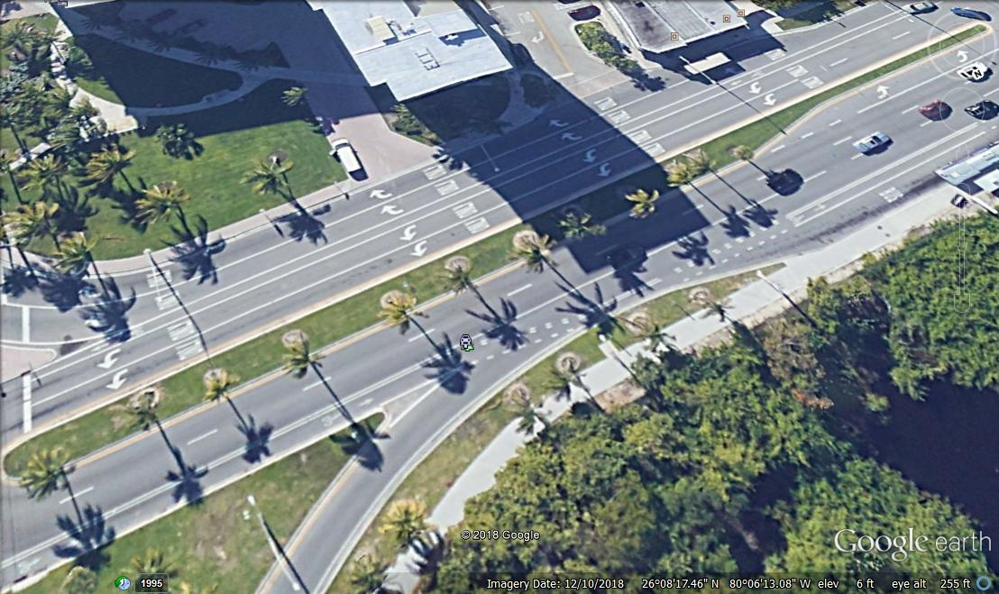 N
© 2018 Google
Google earth
1995
Imagery Date: 12/10/2018 26°08'17.46" N 80°06'13.08" W elev 6 ft eye alt 255 ft